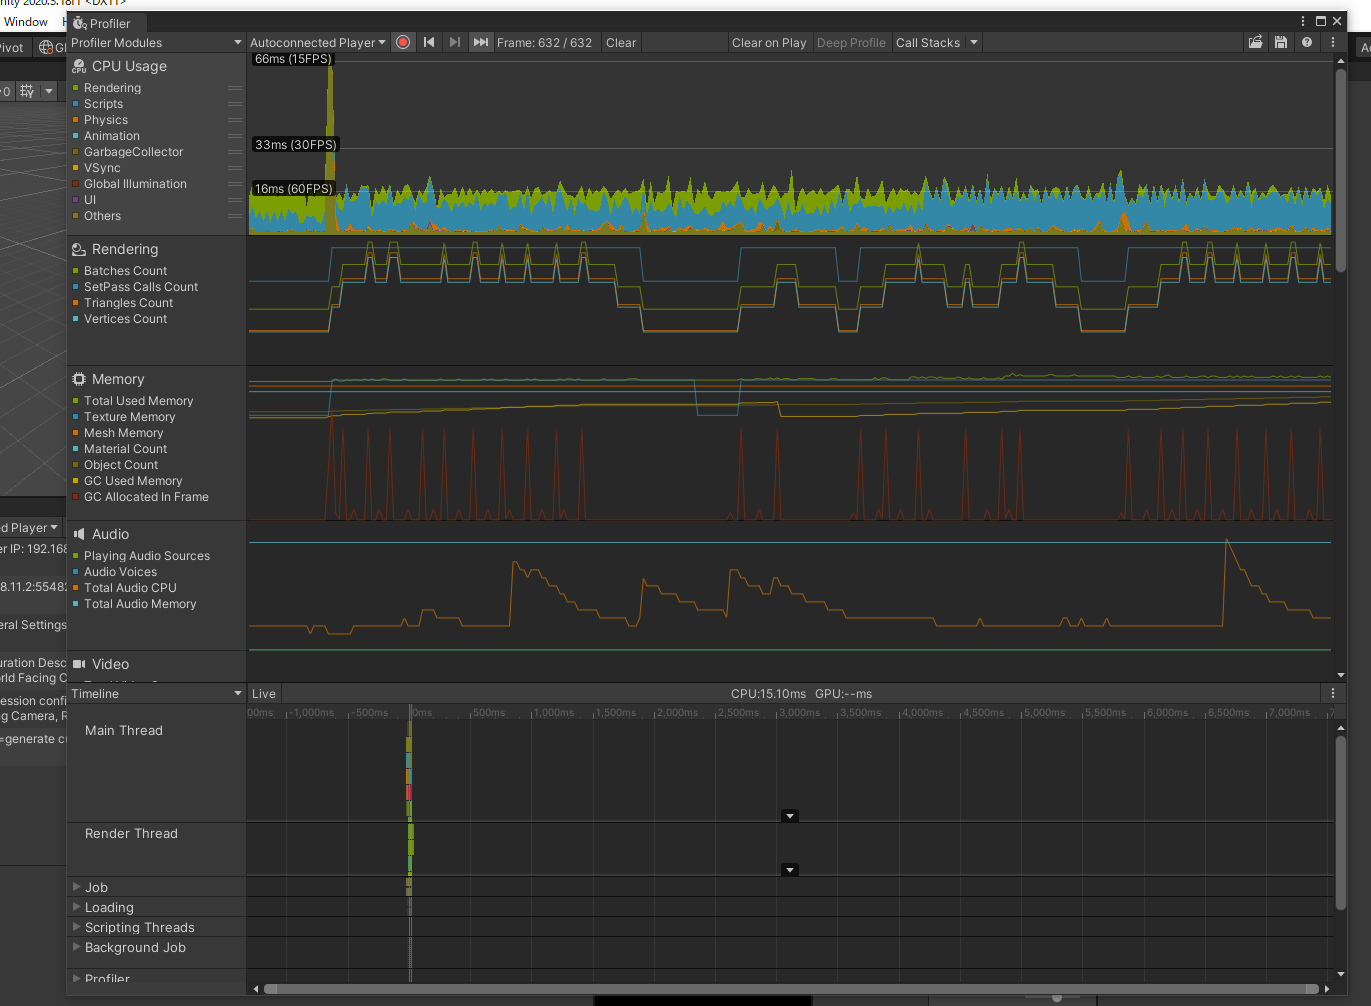 Window
Profiler
Pivot
Profiler Modules
Autoconnected Player
Frame: 632 / 632
Clear
Clear on Play
Deep Profile
Call Stacks
CPU Usage
Rendering
Scripts
Physics
Animation
GarbageCollector
VSync
Global Illumination
UI
Others
66ms (15FPS)
33ms (30FPS)
16ms (60FPS)
Rendering
Batches Count
SetPass Calls Count
Triangles Count
Vertices Count
Memory
Total Used Memory
Texture Memory
Mesh Memory
Material Count
Object Count
GC Used Memory
GC Allocated In Frame
Audio
Playing Audio Sources
Audio Voices
Total Audio CPU
Total Audio Memory
Video
ed Player
er IP: 192.168
8.11.2:55482
eral Settings
uration Desc
rld Facing C
ession confi
ng Camera, R
=generate cu
Timeline
Live
CPU:15.10ms GPU:--ms
00ms -1,000ms -500ms 0ms 500ms 1,000ms 1,500ms 2,000ms 2,500ms 3,000ms 3,500ms 4,000ms 4,500ms 5,000ms 5,500ms 6,000ms 6,500ms 7,000ms
Main Thread
Render Thread
Job
Loading
Scripting Threads
Background Job
Profiler